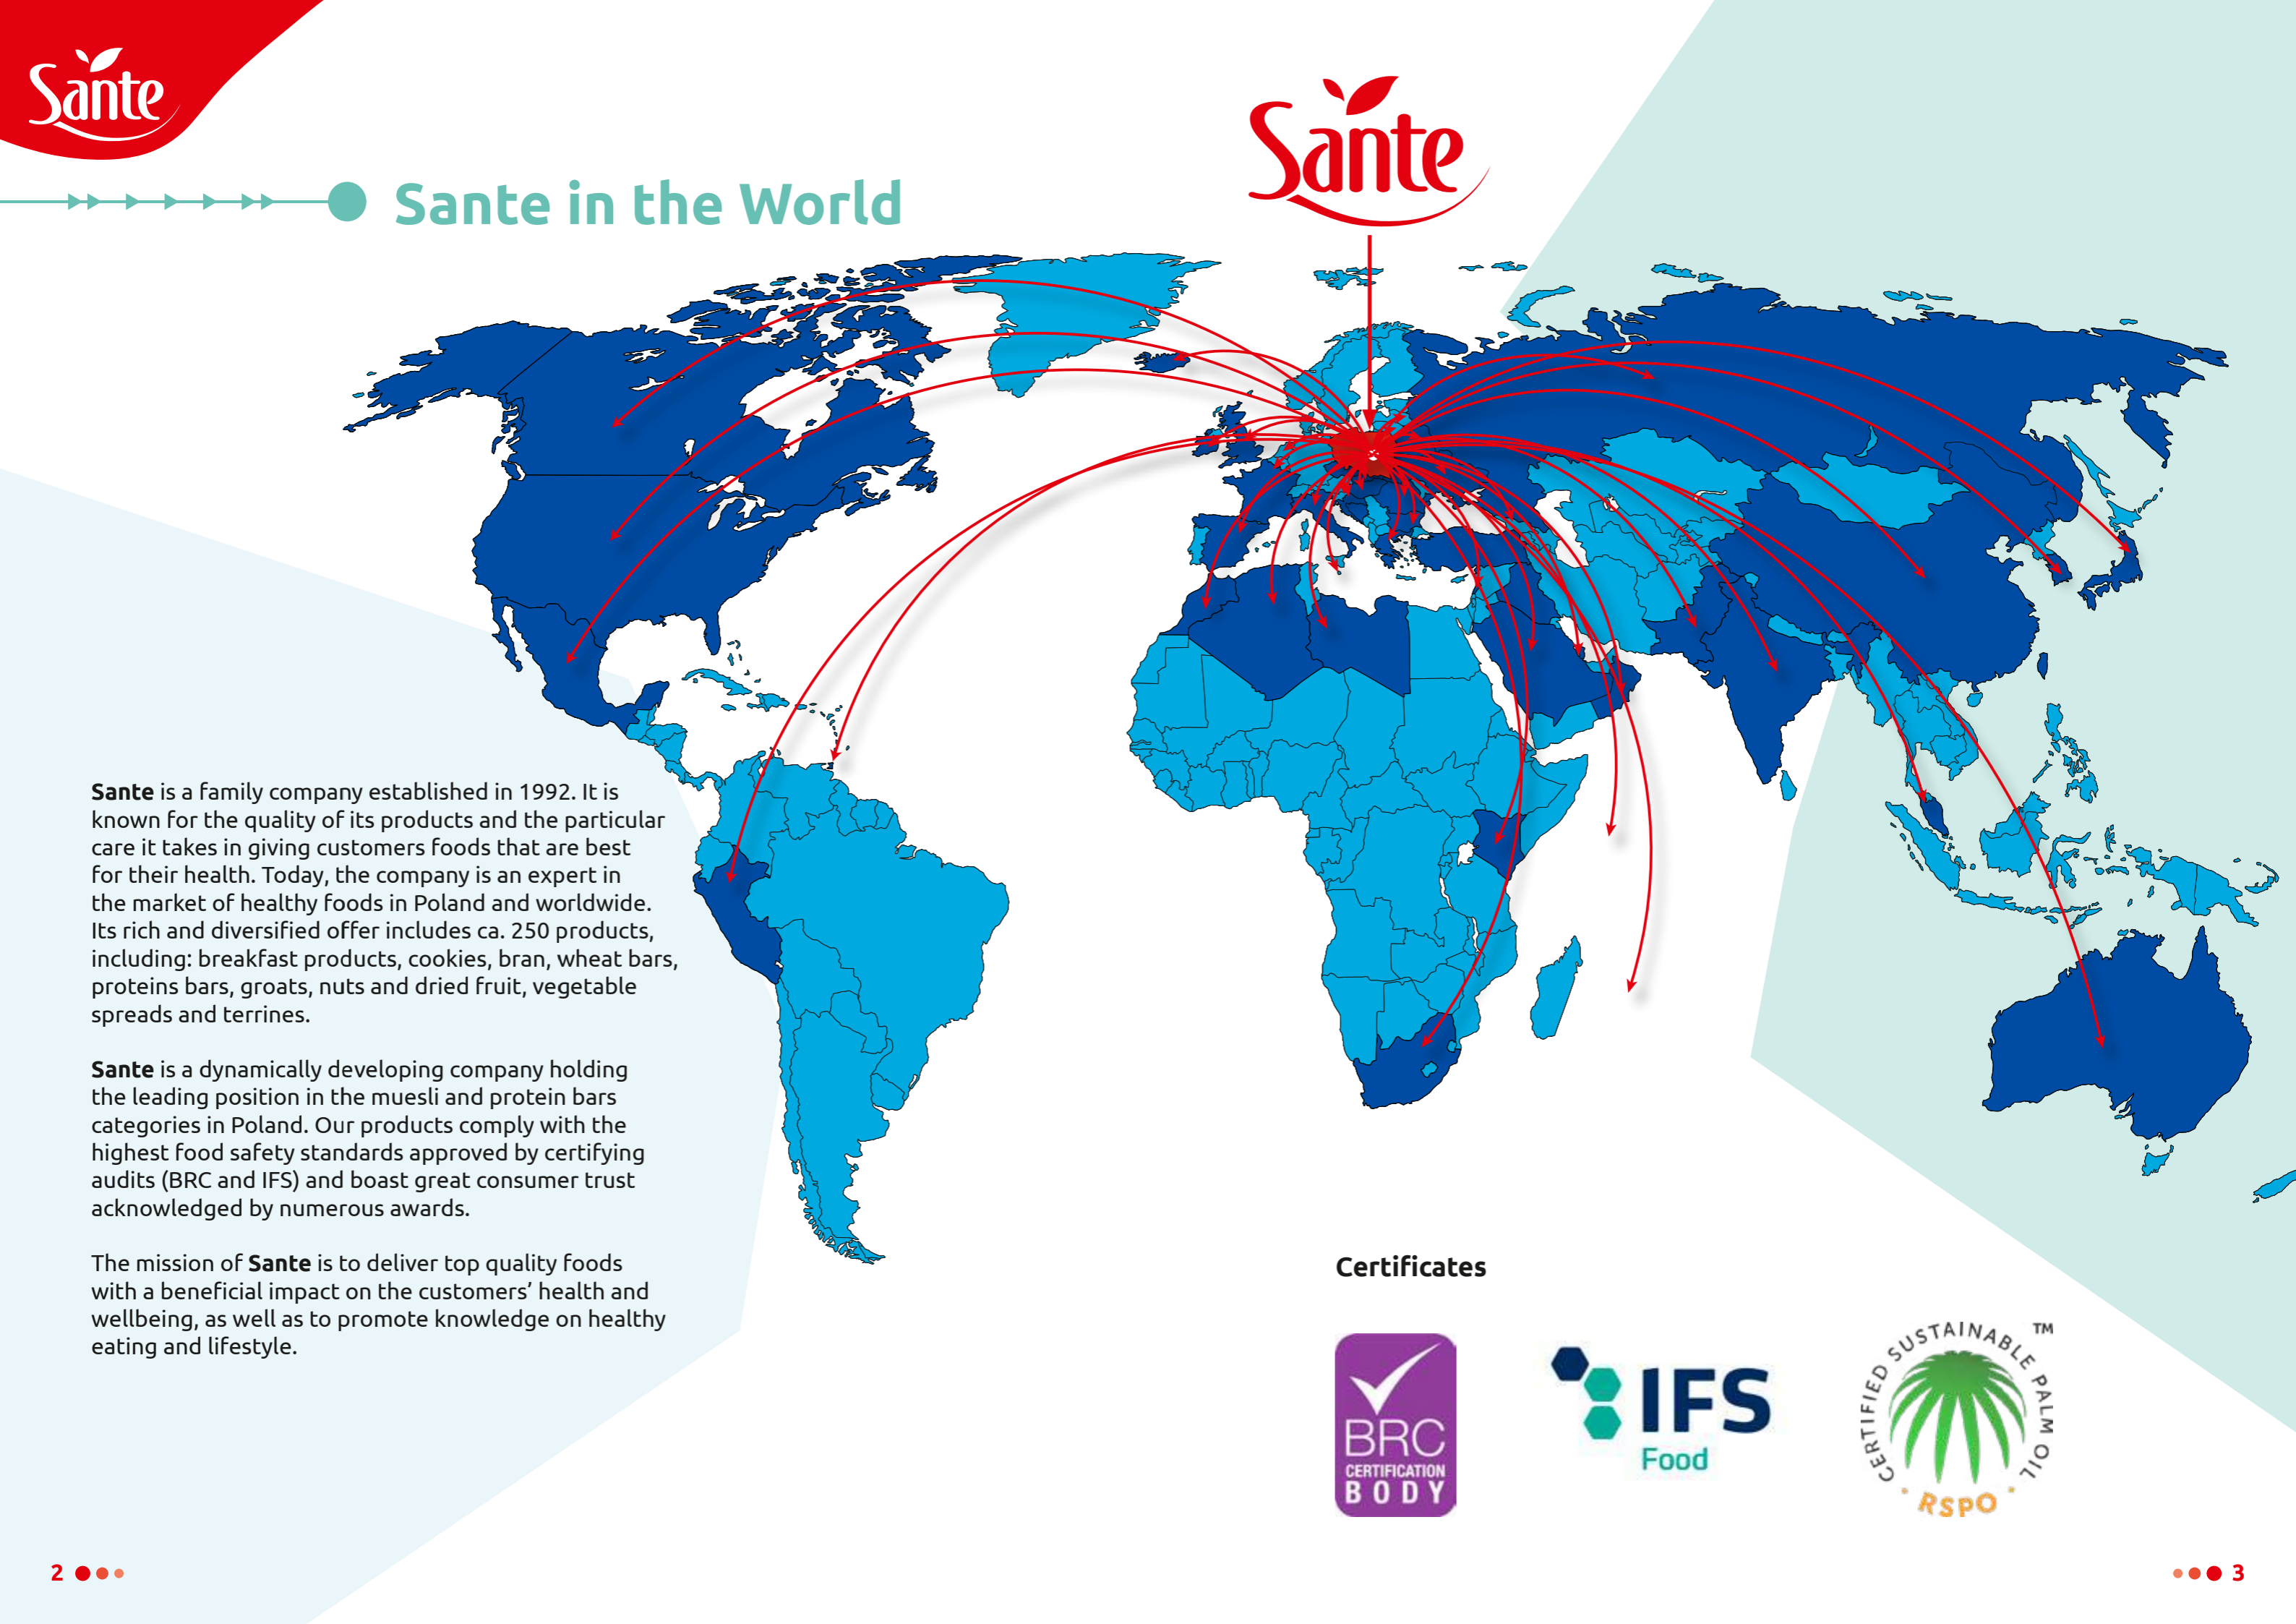 Sante
Sante
Sante in the World
Sante is a family company established in 1992. It is
known for the quality of its products and the particular
care it takes in giving customers foods that are best
for their health. Today, the company is an expert in
the market of healthy foods in Poland and worldwide.
Its rich and diversified offer includes ca. 250 products,
including: breakfast products, cookies, bran, wheat bars,
proteins bars, groats, nuts and dried fruit, vegetable
spreads and terrines.
Sante is a dynamically developing company holding
the leading position in the muesli and protein bars
categories in Poland. Our products comply with the
highest food safety standards approved by certifying
audits (BRC and IFS) and boast great consumer trust
acknowledged by numerous awards.
The mission of Sante is to deliver top quality foods
with a beneficial impact on the customers’ health and
wellbeing, as well as to promote knowledge on healthy
eating and lifestyle.
Certificates
BRC
CERTIFICATION
BODY
IFS
Food
CERTIFIED SUSTAINABLE PALM OIL
TM
RSPO
2
3